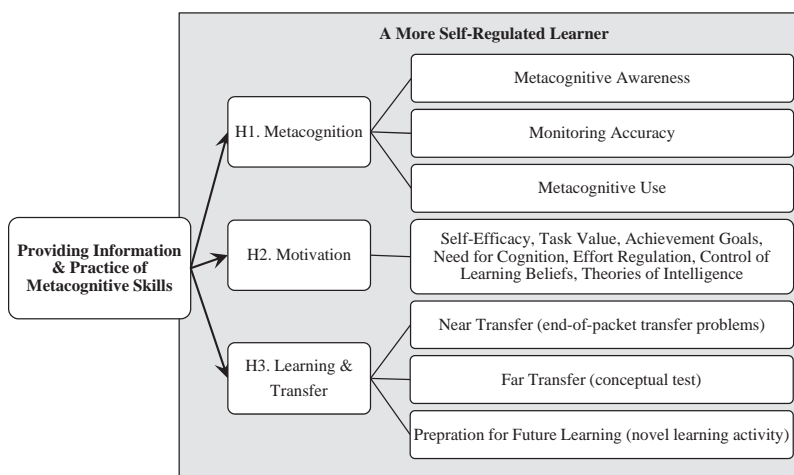 A More Self-Regulated Learner
Providing Information
& Practice of
Metacognitive Skills
H1. Metacognition
Metacognitive Awareness
Monitoring Accuracy
Metacognitive Use
H2. Motivation
Self-Efficacy, Task Value, Achievement Goals,
Need for Cognition, Effort Regulation, Control of
Learning Beliefs, Theories of Intelligence
H3. Learning &
Transfer
Near Transfer (end-of-packet transfer problems)
Far Transfer (conceptual test)
Prepration for Future Learning (novel learning activity)